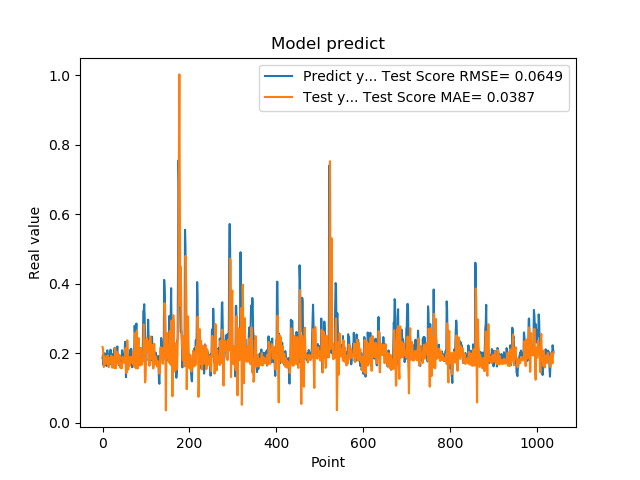 Model predict
Predict y... Test Score RMSE= 0.0649
Test y... Test Score MAE= 0.0387
1.0
0.8
0.6
0.4
0.2
0.0
Real value
0 200 400 600 800 1000
Point